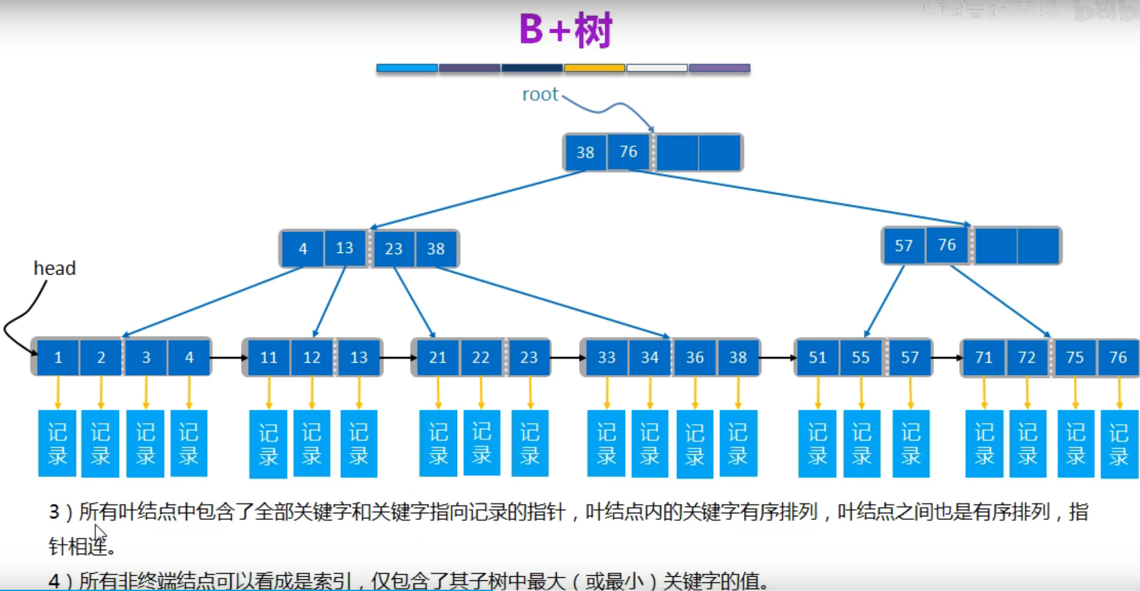 B+树
root
38 76
4 13 23 38
57 76
head
1 2 3 4
11 12 13
21 22 23
33 34 36 38
51 55 57
71 72 75 76
记录 记录 记录 记录
记录 记录 记录
记录 记录 记录
记录 记录 记录 记录
记录 记录 记录
记录 记录 记录 记录
3）所有叶结点中包含了全部关键字和关键字指向记录的指针，叶结点内的关键字有序排列，叶结点之间也是有序排列，指
针相连。
4）所有非终端结点可以看成是索引，仅包含了其子树中最大（或最小）关键字的值。